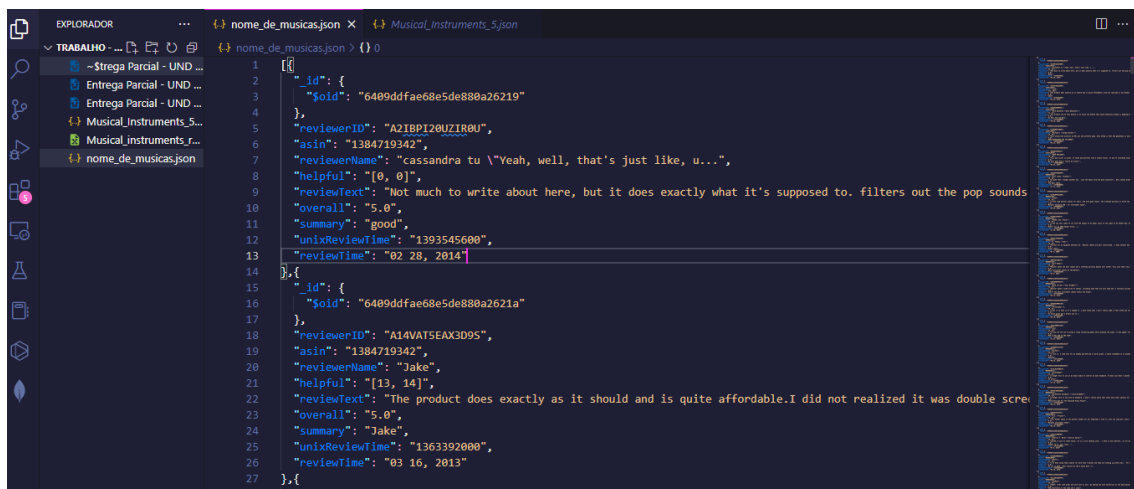 EXPLORADOR
TRABALHO - ...
~$trega Parcial - UND ...
Entrega Parcial - UND ...
Entrega Parcial - UND ...
Musical_Instruments_5...
Musical_instruments_r...
nome_de_musicas.json
5
nome_de_musicas.json
Musical_Instruments_5.json
nome_de_musicas.json > {} 0
1 [{
2 "_id": {
3 "$oid": "6409ddfae68e5de880a26219"
4 },
5 "reviewerID": "A2IBPI20UZIR0U",
6 "asin": "1384719342",
7 "reviewerName": "cassandra tu \"Yeah, well, that's just like, u...",
8 "helpful": "[0, 0]",
9 "reviewText": "Not much to write about here, but it does exactly what it's supposed to. filters out the pop sounds
10 "overall": "5.0",
11 "summary": "good",
12 "unixReviewTime": "1393545600",
13 "reviewTime": "02 28, 2014"
14 },{
15 "_id": {
16 "$oid": "6409ddfae68e5de880a2621a"
17 },
18 "reviewerID": "A14VAT5EAX3D9S",
19 "asin": "1384719342",
20 "reviewerName": "Jake",
21 "helpful": "[13, 14]",
22 "reviewText": "The product does exactly as it should and is quite affordable.I did not realized it was double scree
23 "overall": "5.0",
24 "summary": "Jake",
25 "unixReviewTime": "1363392000",
26 "reviewTime": "03 16, 2013"
27 },{